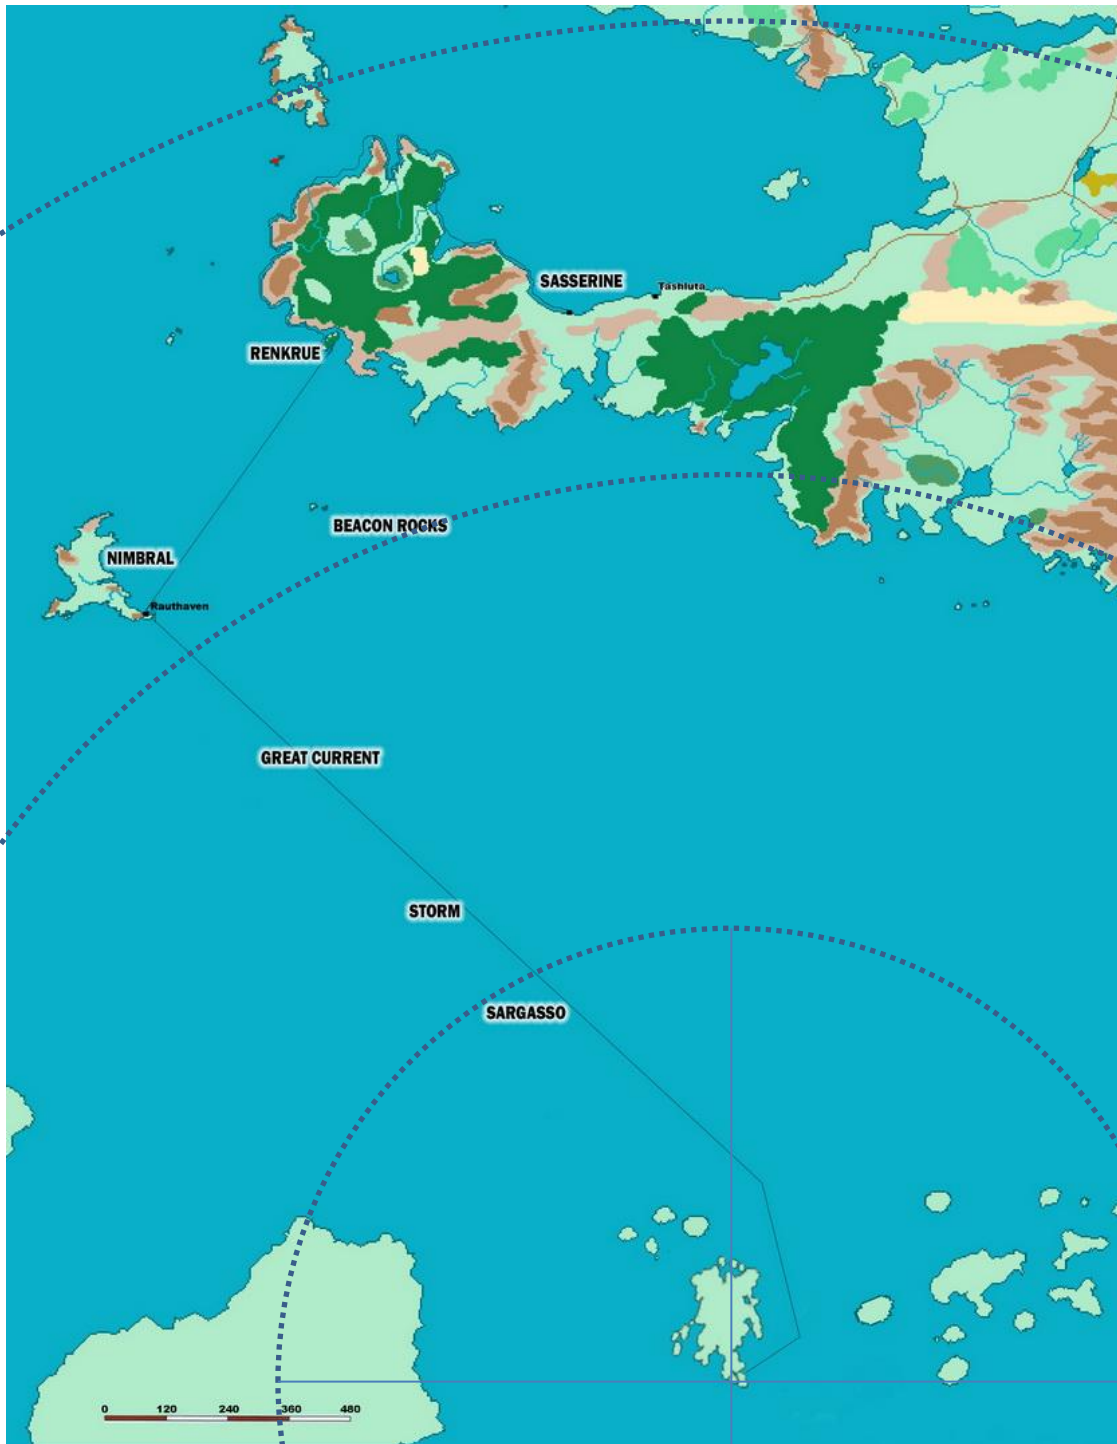 SASSERINE
Tashluta
RENKRUE
BEACON ROCKS
NIMBRAL
Rauthaven
GREAT CURRENT
STORM
SARGASSO
0 120 240 360 480